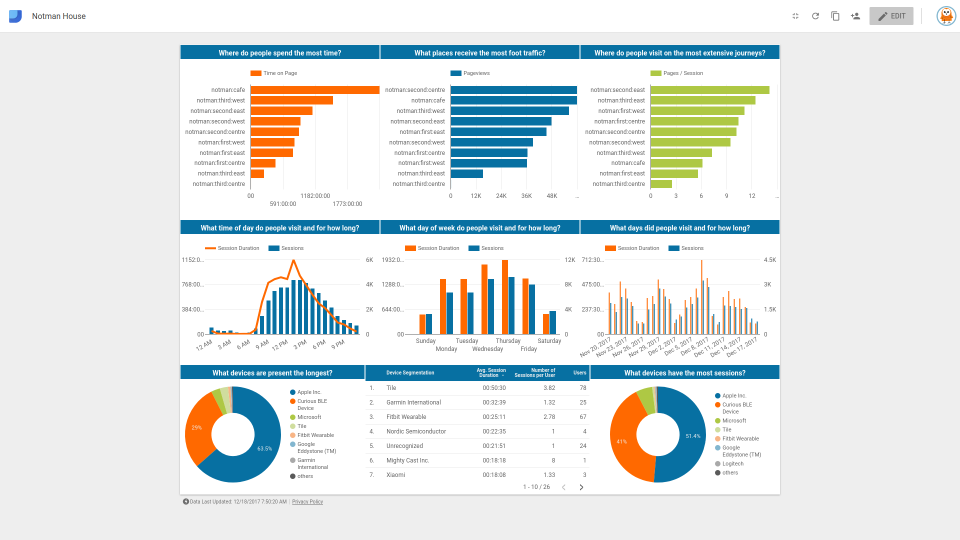 Notman House
EDIT
Where do people spend the most time?
Time on Page
notman:cafe
notman:third:west
notman:second:east
notman:second:centre
notman:second:west
notman:first:west
notman:first:east
notman:first:centre
notman:third:east
notman:third:centre
00
591:00:00
1182:00:00
1773:00:00
What places receive the most foot traffic?
Pageviews
notman:second:centre
notman:cafe
notman:third:west
notman:second:east
notman:first:east
notman:second:west
notman:first:centre
notman:first:west
notman:third:east
notman:third:centre
0 12K 24K 36K 48K ...
Where do people visit on the most extensive journeys?
Pages / Session
notman:second:east
notman:third:east
notman:first:west
notman:first:centre
notman:second:centre
notman:second:west
notman:third:west
notman:cafe
notman:first:east
notman:third:centre
0 3 6 9 12 ...
What time of day do people visit and for how long?
Session Duration Sessions
1152:0...
768:00:...
384:00:...
00
6K
4K
2K
0
12 AM 3 AM 6 AM 9 AM 12 PM 3 PM 6 PM 9 PM
What day of week do people visit and for how long?
Session Duration Sessions
1932:0...
1288:0...
644:00:...
00
12K
8K
4K
0
Sunday Tuesday Thursday Saturday
Monday Wednesday Friday
What days did people visit and for how long?
Session Duration Sessions
712:30...
475:00:...
237:30:...
00
4.5K
3K
1.5K
0
Nov 20, 2017 Nov 23, 2017 Nov 26, 2017 Nov 29, 2017 Dec 2, 2017 Dec 5, 2017 Dec 8, 2017 Dec 11, 2017 Dec 14, 2017 Dec 17, 2017
What devices are present the longest?
29%
63.5%
Apple Inc.
Curious BLE
Device
Microsoft
Tile
Fitbit Wearable
Google
Eddystone (TM)
Garmin
International
others
Device Segmentation Avg. Session Duration Number of Sessions per User Users
1. Tile 00:50:30 3.82 78
2. Garmin International 00:32:39 1.32 25
3. Fitbit Wearable 00:25:11 2.78 67
4. Nordic Semiconductor 00:22:35 1 4
5. Unrecognized 00:21:51 1 24
6. Mighty Cast Inc. 00:18:18 8 1
7. Xiaomi 00:18:08 1.33 3
1 - 10 / 26
What devices have the most sessions?
41%
51.4%
Apple Inc.
Curious BLE
Device
Microsoft
Tile
Fitbit Wearable
Google
Eddystone (TM)
Logitech
others
Data Last Updated: 12/18/2017 7:50:20 AM | Privacy Policy